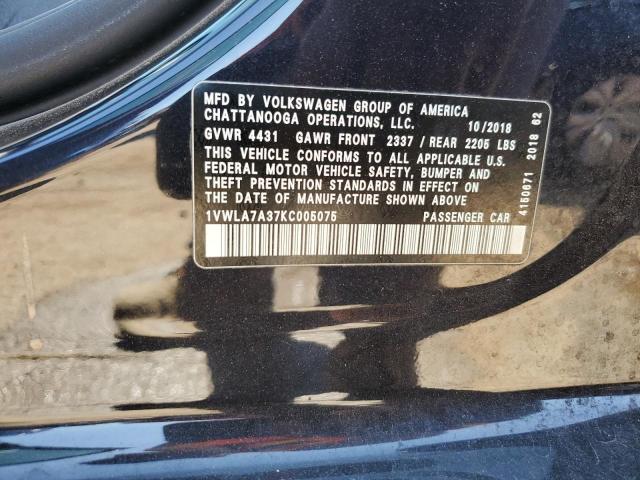 MFD BY VOLKSWAGEN GROUP OF AMERICA
CHATTANOOGA OPERATIONS, LLC. 10/2018
GVWR 4431 GAWR FRONT 2337 / REAR 2205 LBS
THIS VEHICLE CONFORMS TO ALL APPLICABLE U.S.
FEDERAL MOTOR VEHICLE SAFETY, BUMPER AND
THEFT PREVENTION STANDARDS IN EFFECT ON
THE DATE OF MANUFACTURE SHOWN ABOVE
1VWLA7A37KC005075 PASSENGER CAR
4150671 2018 62